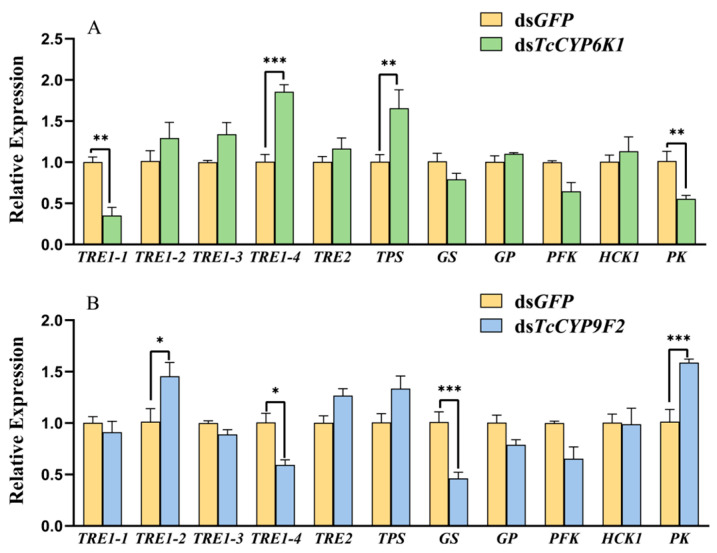 A
dsGFP
dsTcCYP6K1
Relative Expression
2.5
2.0
1.5
1.0
0.5
0.0
**
***
**
**
TRE1-1 TRE1-2 TRE1-3 TRE1-4 TRE2 TPS GS GP PFK HCK1 PK
B
dsGFP
dsTcCYP9F2
Relative Expression
2.0
1.5
1.0
0.5
0.0
*
*
***
***
TRE1-1 TRE1-2 TRE1-3 TRE1-4 TRE2 TPS GS GP PFK HCK1 PK